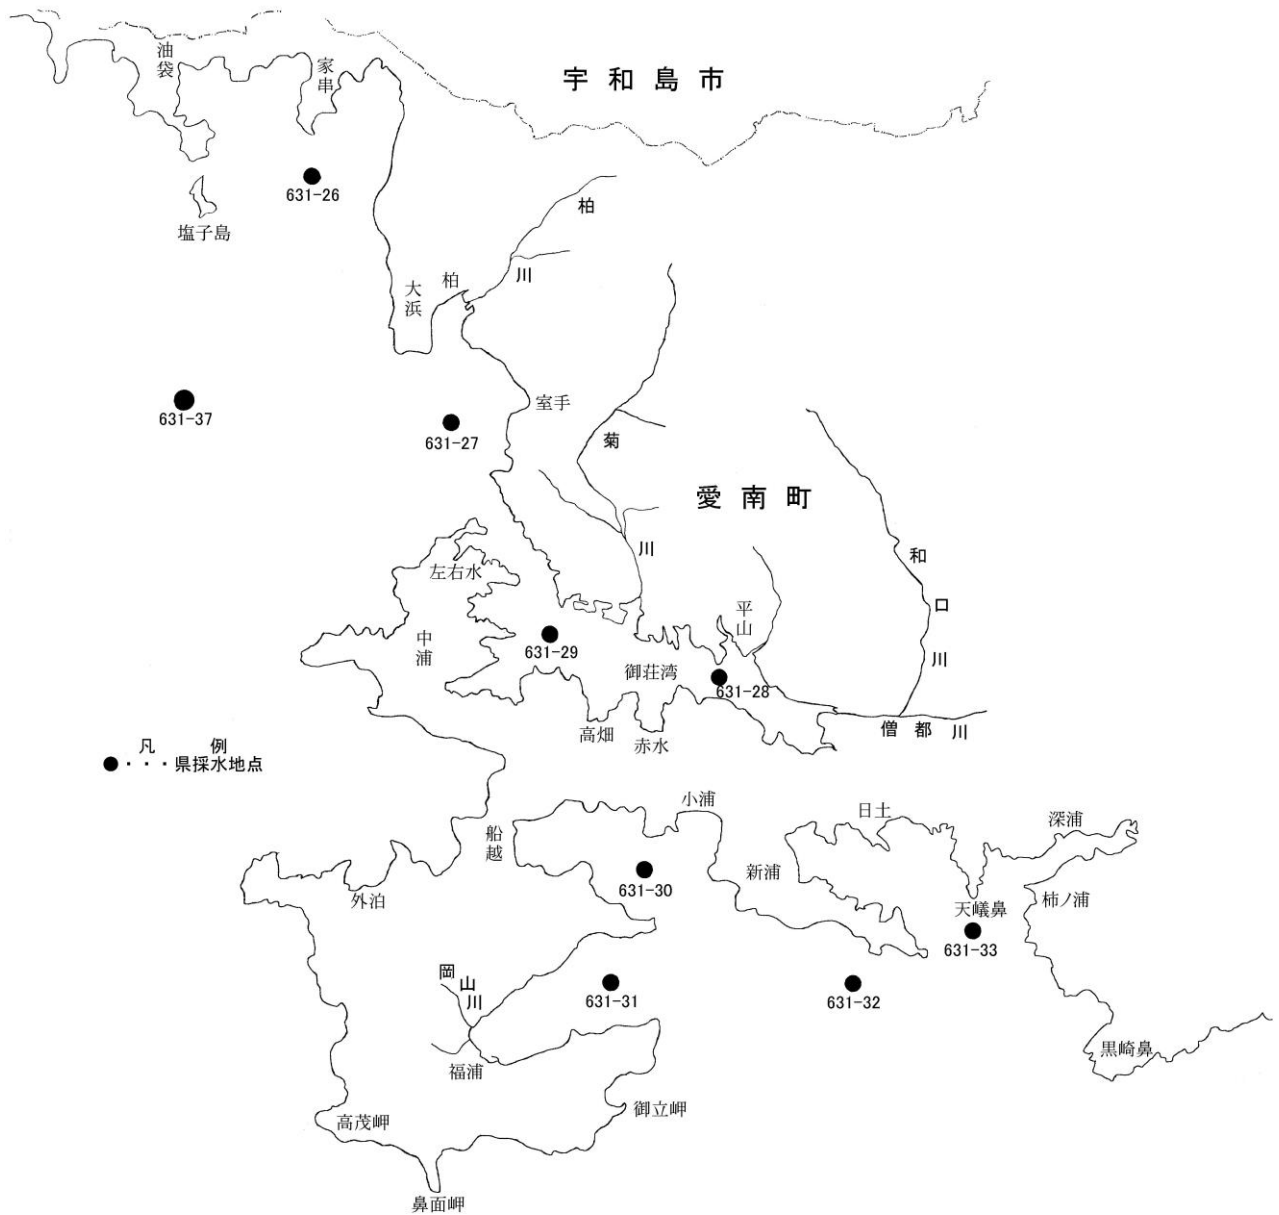 油袋
家串
宇和島市
631-26
塩子島
柏
川
柏
大浜
631-37
631-27
室手
菊
愛南町
川
和
口
川
左右水
平山
中浦
631-29
御荘湾
631-28
高畑
赤水
僧都川
凡例
●・・・県採水地点
小浦
日土
深浦
船越
新浦
631-30
外泊
天嶬鼻
柿ノ浦
631-33
岡山川
631-31
631-32
福浦
黒崎鼻
高茂岬
御立岬
鼻面岬